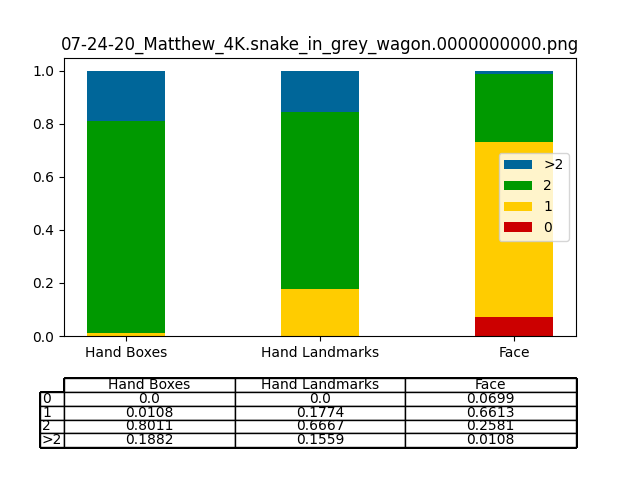 07-24-20_Matthew_4K.snake_in_grey_wagon.0000000000.png
1.0
0.8
0.6
0.4
0.2
0.0
>2
2
1
0
Hand Boxes Hand Landmarks Face
Hand Boxes Hand Landmarks Face
0 0.0 0.0 0.0699
1 0.0108 0.1774 0.6613
2 0.8011 0.6667 0.2581
>2 0.1882 0.1559 0.0108